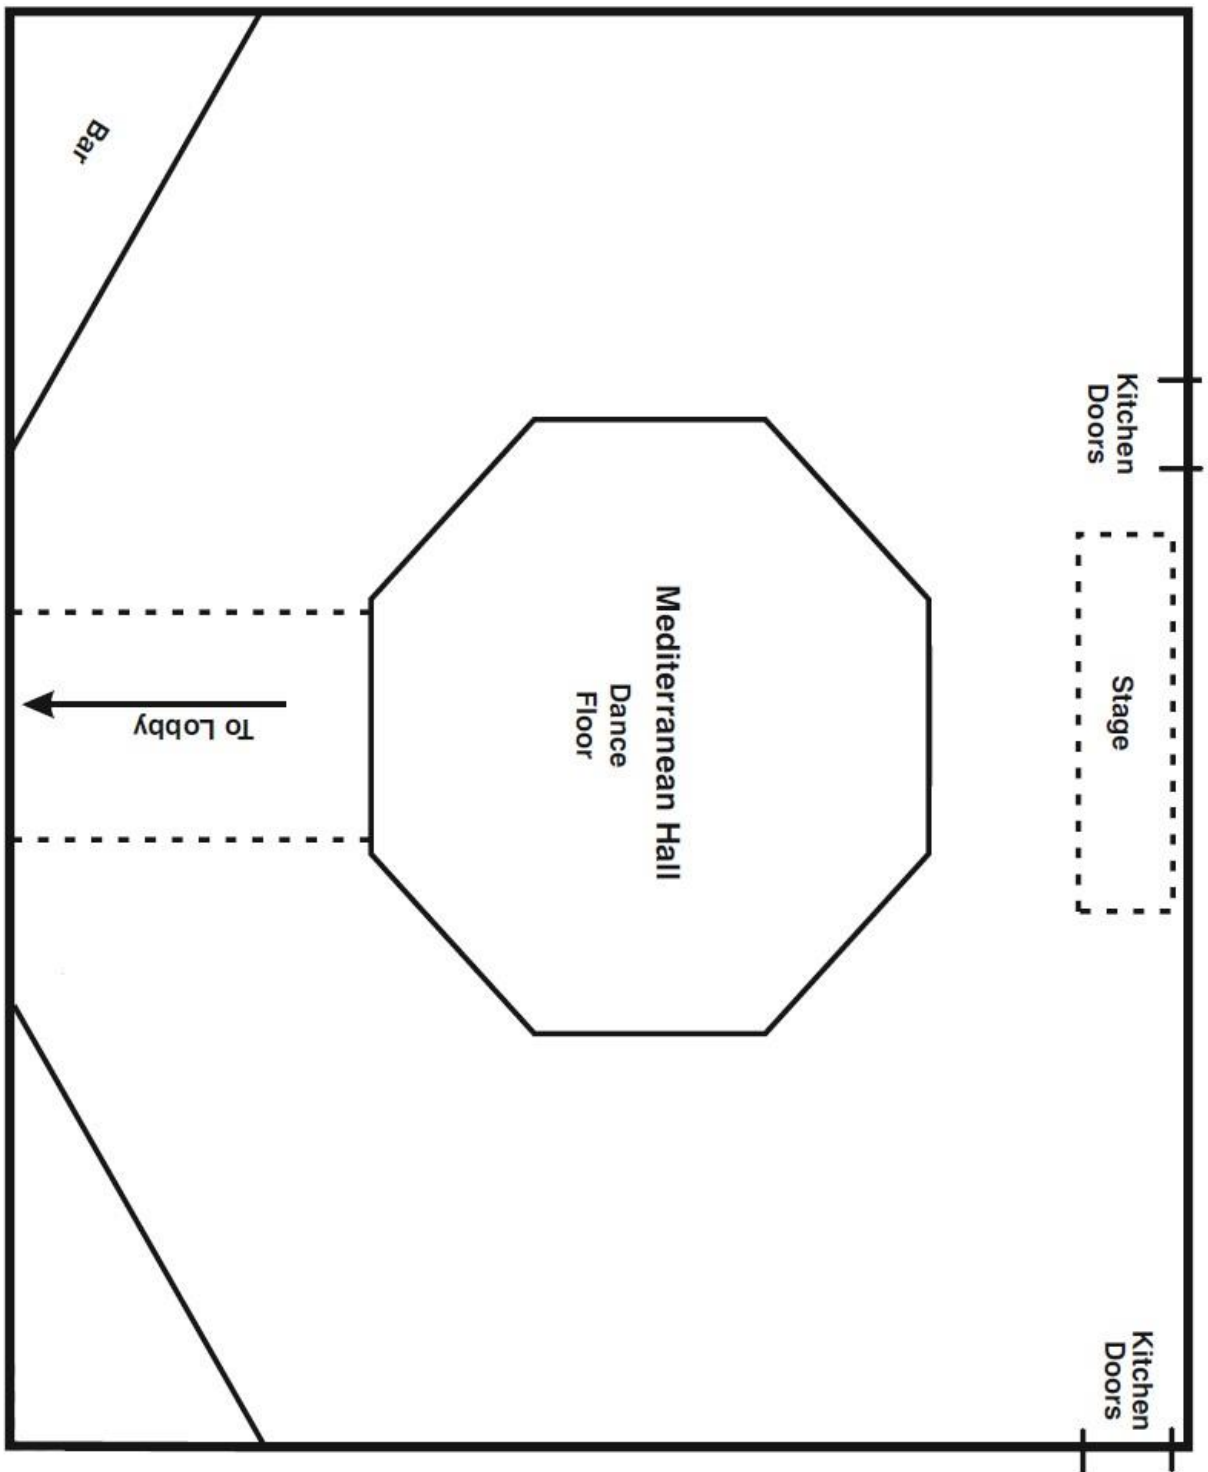 Bar
Kitchen
Doors
Stage
Mediterranean Hall
Dance
Floor
To Lobby
Kitchen
Doors